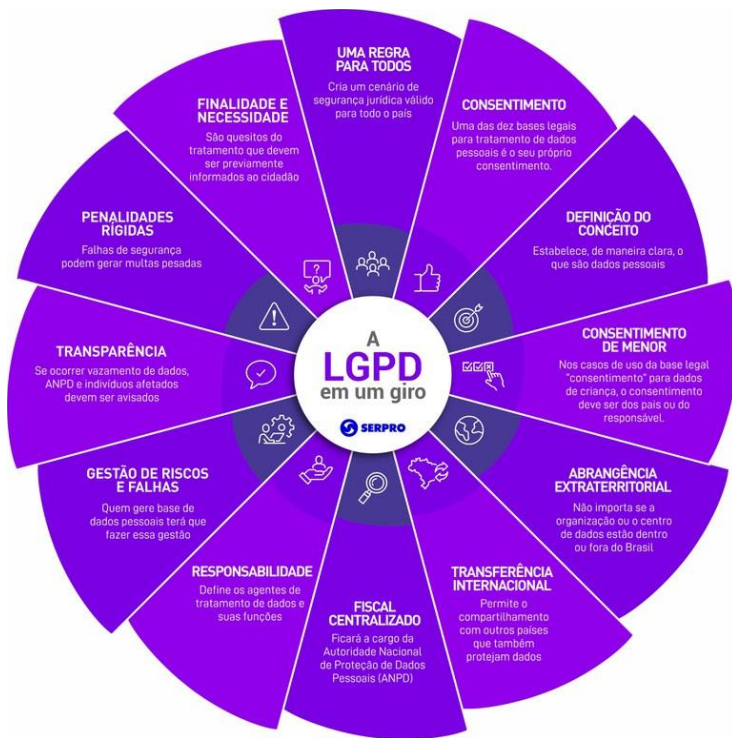 UMA REGRA
PARA TODOS
Cria um cenário de
segurança jurídica válido
para todo o país
CONSENTIMENTO
Uma das dez bases legais
para tratamento de dados
pessoais é o seu próprio
consentimento.
DEFINIÇÃO DO
CONCEITO
Estabelece, de maneira clara, o
que são dados pessoais
CONSENTIMENTO
DE MENOR
Nos casos de uso da base legal
"consentimento" para dados
de criança, o consentimento
deve ser dos pais ou do
responsável.
ABRANGÊNCIA
EXTRATERRITORIAL
Não importa se a
organização ou o centro
de dados estão dentro
ou fora do Brasil
TRANSFERÊNCIA
INTERNACIONAL
Permite o
compartilhamento
com outros países
que também
protejam dados
FISCAL
CENTRALIZADO
Ficará a cargo da
Autoridade Nacional
de Proteção de Dados
Pessoais (ANPD)
RESPONSABILIDADE
Define os agentes de
tratamento de dados e
suas funções
GESTÃO DE RISCOS
E FALHAS
Quem gere base de
dados pessoais terá que
fazer essa gestão
TRANSPARÊNCIA
Se ocorrer vazamento de dados,
ANPD e indivíduos afetados
devem ser avisados
PENALIDADES
RÍGIDAS
Falhas de segurança
podem gerar multas pesadas
FINALIDADE E
NECESSIDADE
São quesitos do
tratamento que devem
ser previamente
informados ao cidadão
?
A
LGPD
em um giro
SERPRO